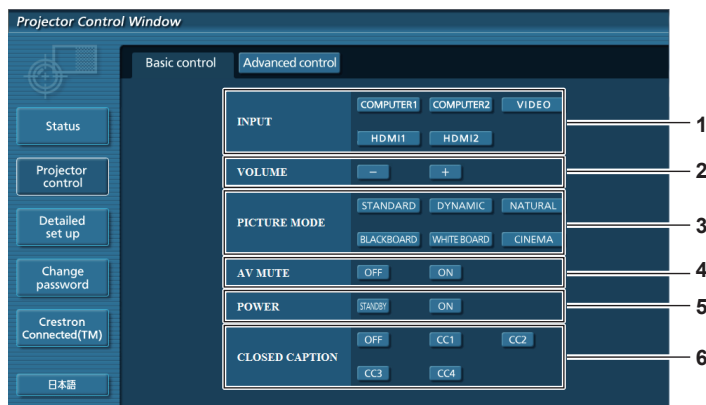 Projector Control Window
Basic control Advanced control
Status
Projector
control
Detailed
set up
Change
password
Crestron
Connected(TM)
日本語
INPUT
COMPUTER1 COMPUTER2 VIDEO
HDMI1 HDMI2
1
VOLUME
- +
2
PICTURE MODE
STANDARD DYNAMIC NATURAL
BLACKBOARD WHITEBOARD CINEMA
3
AV MUTE
OFF ON
4
POWER
STANDBY ON
5
CLOSED CAPTION
OFF CC1 CC2
CC3 CC4
6